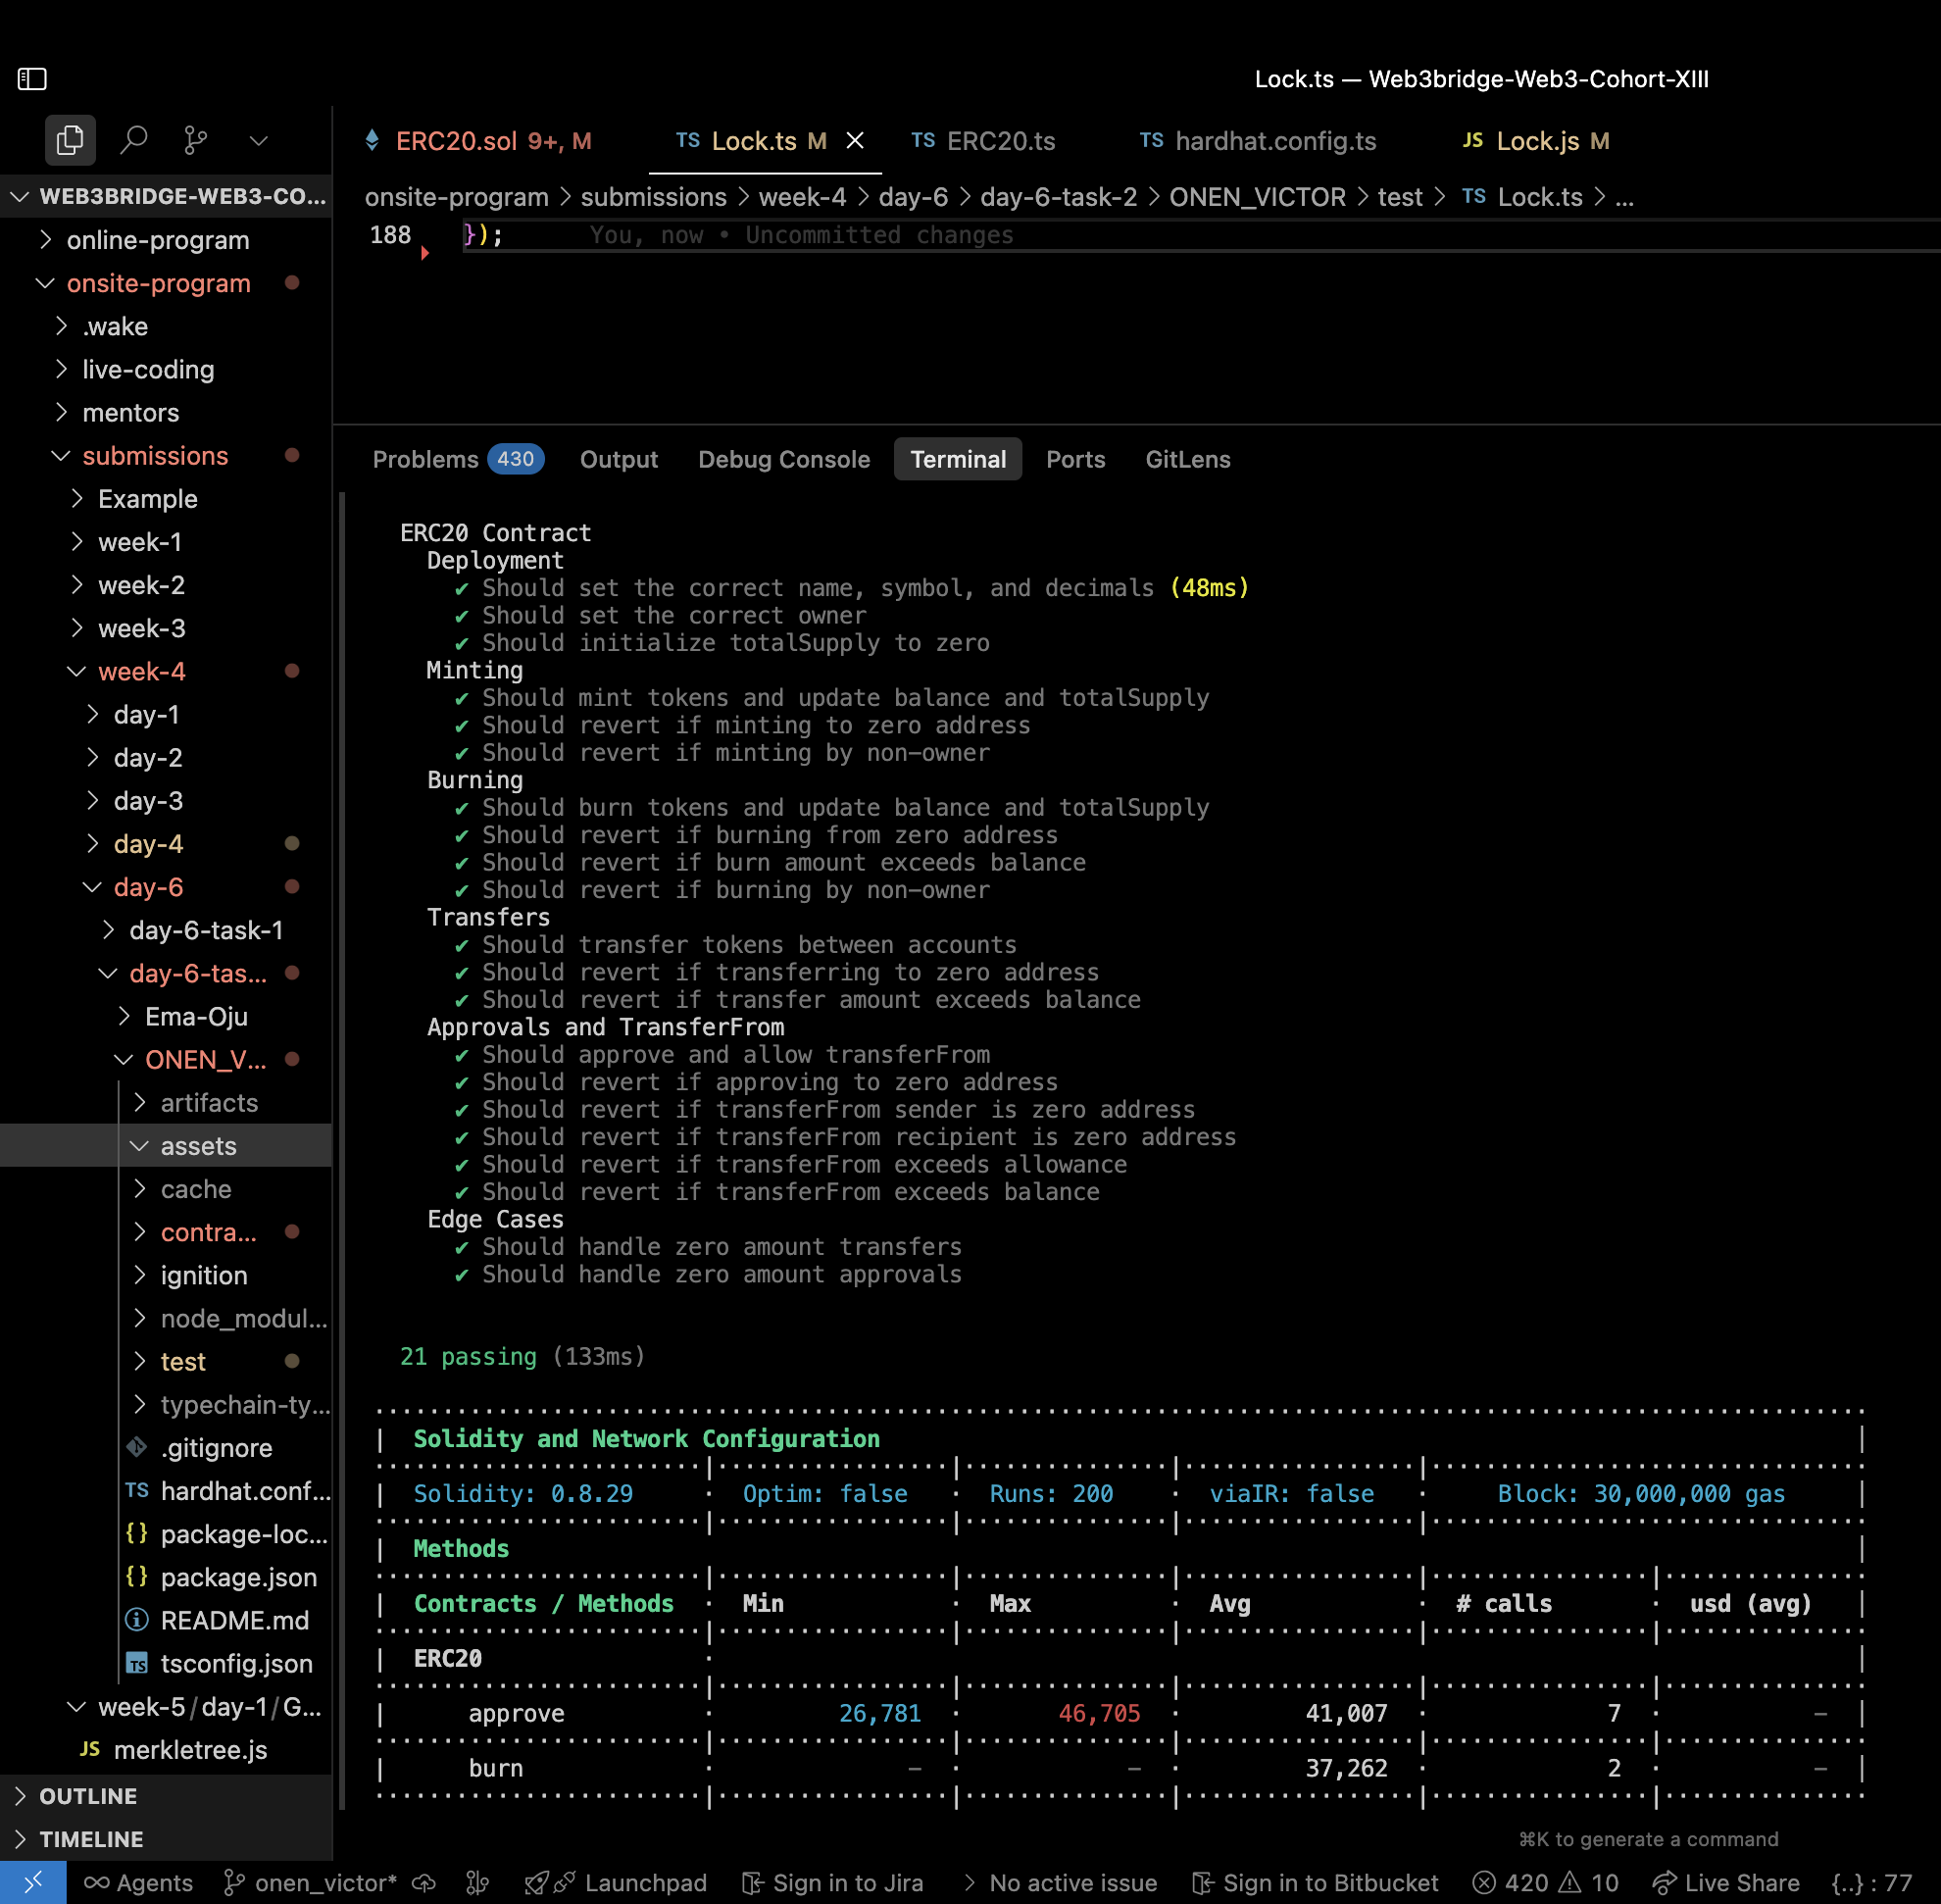 Lock.ts — Web3bridge-Web3-Cohort-XIII
ERC20.sol 9+, M
TS Lock.ts M
TS ERC20.ts
TS hardhat.config.ts
JS Lock.js M
WEB3BRIDGE-WEB3-CO...
online-program
onsite-program
.wake
live-coding
mentors
submissions
Example
week-1
week-2
week-3
week-4
day-1
day-2
day-3
day-4
day-6
day-6-task-1
day-6-tas...
Ema-Oju
ONEN_V...
artifacts
assets
cache
contra...
ignition
node_modul...
test
typechain-ty...
.gitignore
TS hardhat.conf...
{} package-loc...
{} package.json
README.md
TS tsconfig.json
week-5/day-1/G...
JS merkletree.js
OUTLINE
TIMELINE
onsite-program > submissions > week-4 > day-6 > day-6-task-2 > ONEN_VICTOR > test > TS Lock.ts > ...
188 }); You, now • Uncommitted changes
Problems 430 Output Debug Console Terminal Ports GitLens
ERC20 Contract
Deployment
✔ Should set the correct name, symbol, and decimals (48ms)
✔ Should set the correct owner
✔ Should initialize totalSupply to zero
Minting
✔ Should mint tokens and update balance and totalSupply
✔ Should revert if minting to zero address
✔ Should revert if minting by non-owner
Burning
✔ Should burn tokens and update balance and totalSupply
✔ Should revert if burning from zero address
✔ Should revert if burn amount exceeds balance
✔ Should revert if burning by non-owner
Transfers
✔ Should transfer tokens between accounts
✔ Should revert if transferring to zero address
✔ Should revert if transfer amount exceeds balance
Approvals and TransferFrom
✔ Should approve and allow transferFrom
✔ Should revert if approving to zero address
✔ Should revert if transferFrom sender is zero address
✔ Should revert if transferFrom recipient is zero address
✔ Should revert if transferFrom exceeds allowance
✔ Should revert if transferFrom exceeds balance
Edge Cases
✔ Should handle zero amount transfers
✔ Should handle zero amount approvals
21 passing (133ms)
| Solidity and Network Configuration |
| Solidity: 0.8.29 · Optim: false · Runs: 200 · viaIR: false · Block: 30,000,000 gas |
| Methods |
| Contracts / Methods · Min · Max · Avg · # calls · usd (avg) |
| ERC20 · |
| approve · 26,781 · 46,705 · 41,007 · 7 · - |
| burn · - · - · 37,262 · 2 · - |
⌘K to generate a command
Agents onen_victor* Launchpad Sign in to Jira > No active issue Sign in to Bitbucket 420 10 Live Share {..} : 77